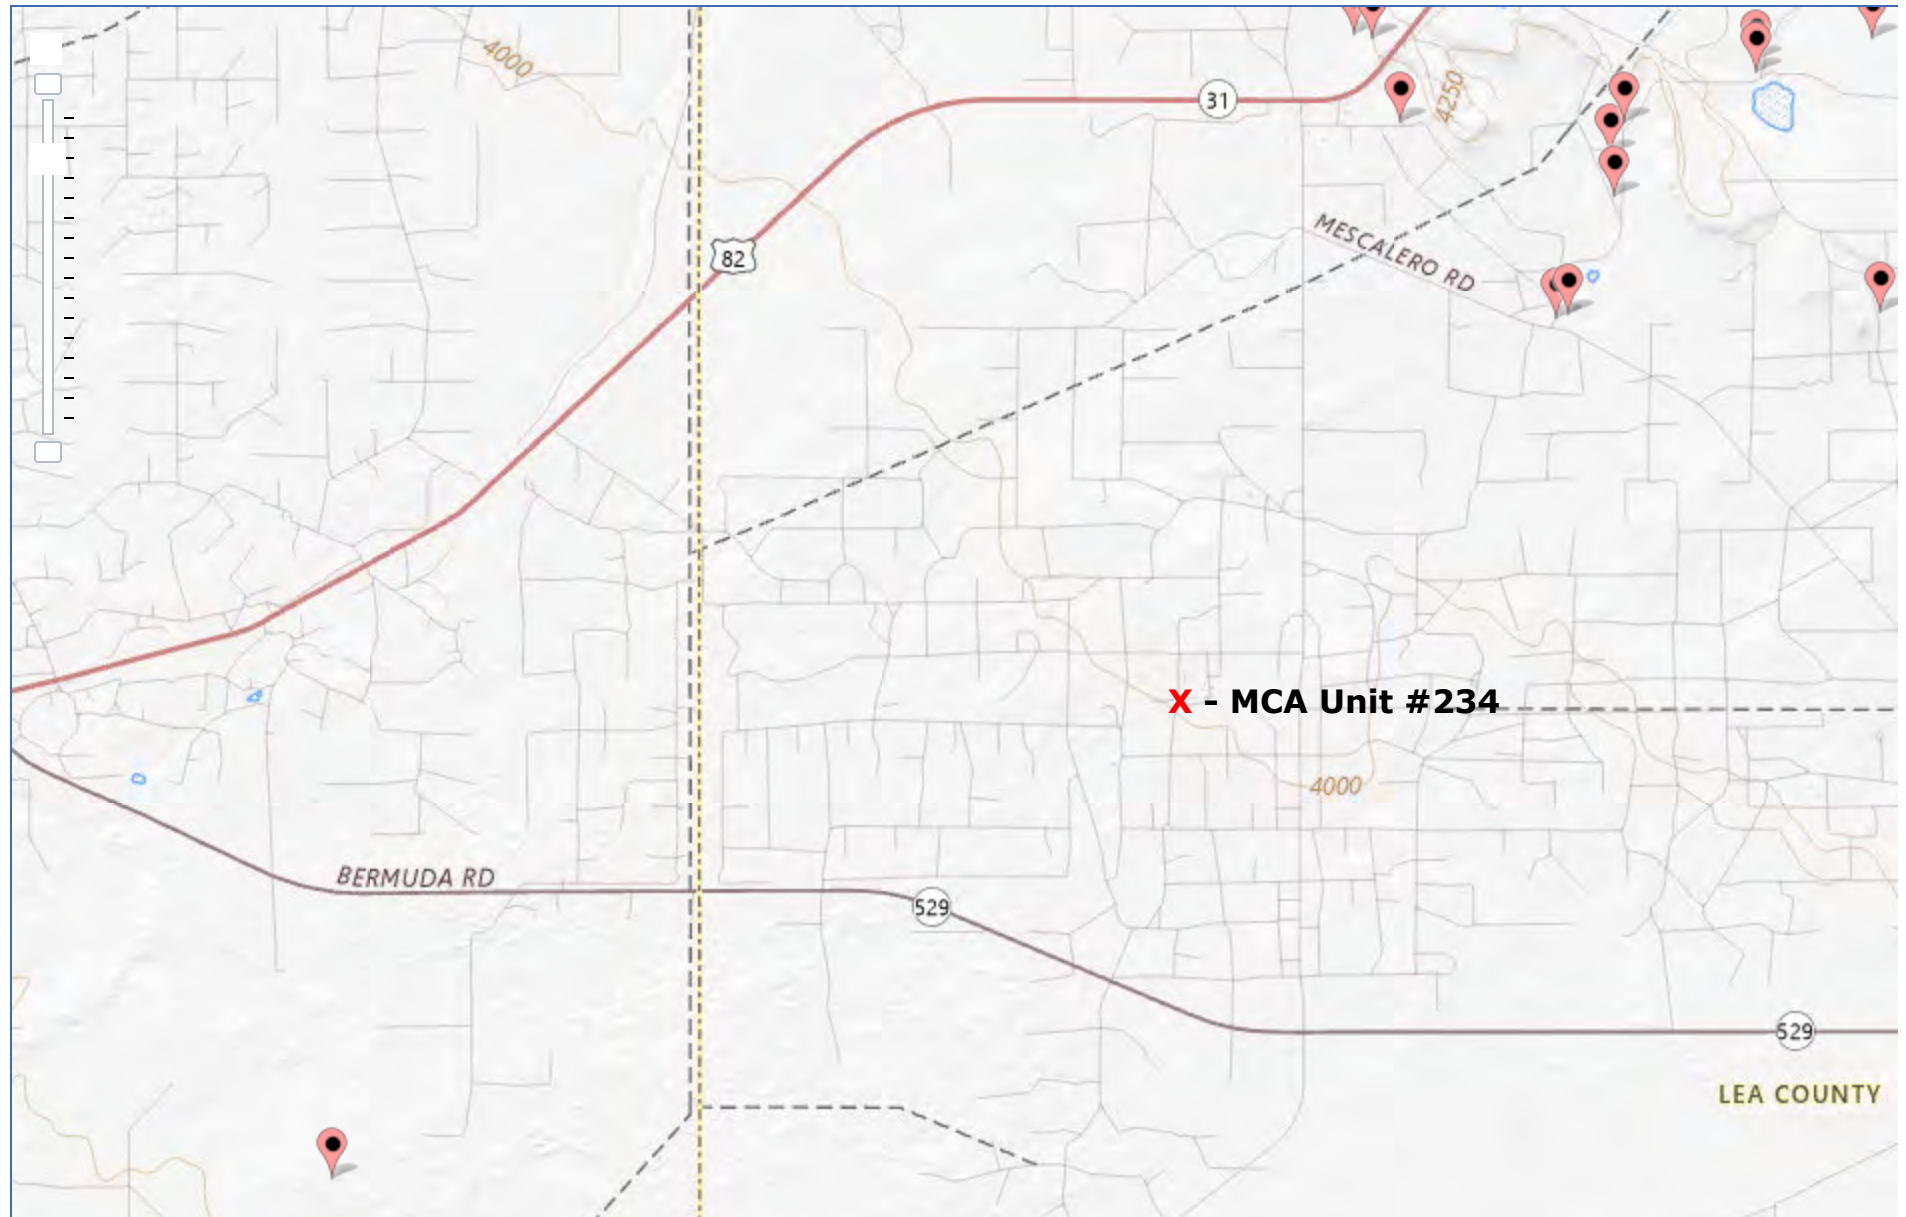 4000
31
4250
MESCALERO RD
82
X - MCA Unit #234
4000
BERMUDA RD
529
529
LEA COUNTY